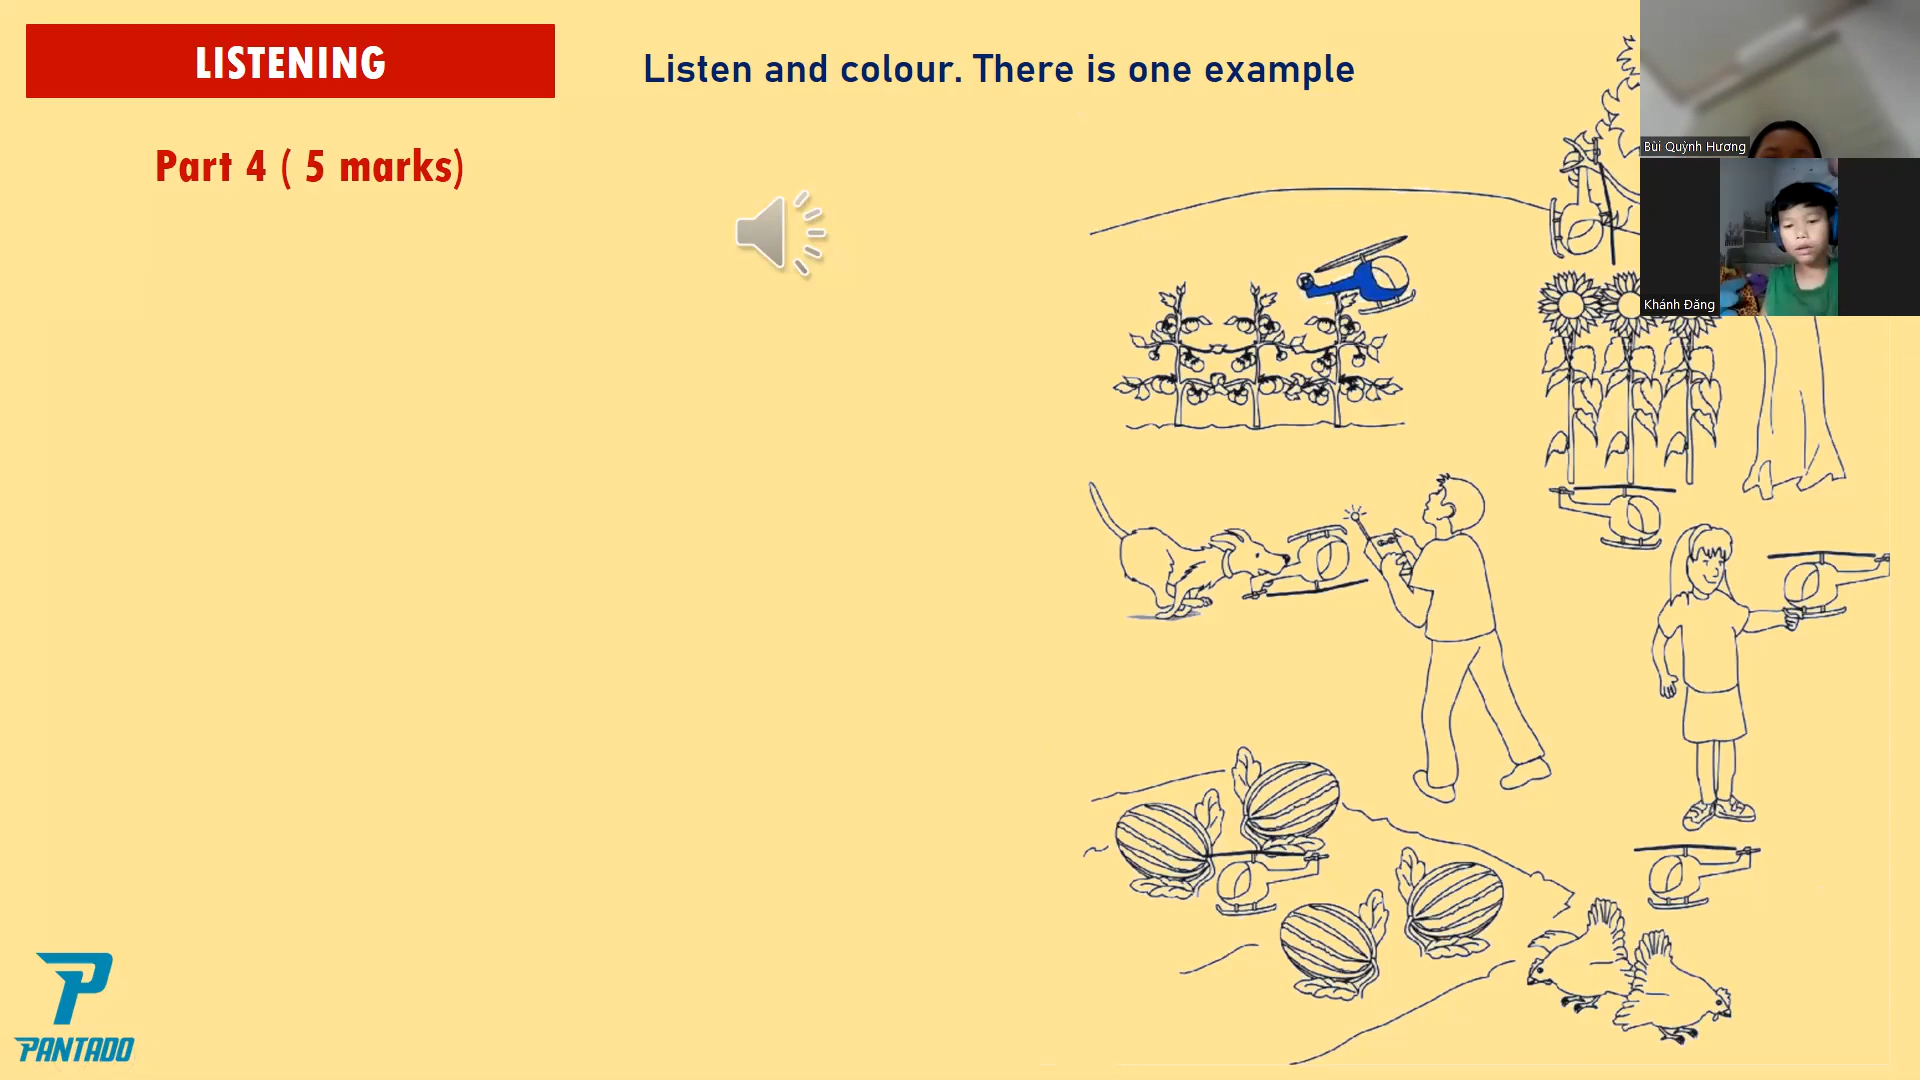 LISTENING
Listen and colour. There is one example
Part 4 ( 5 marks)
Bùi Quỳnh Hương
Khánh Đăng
PANTADO